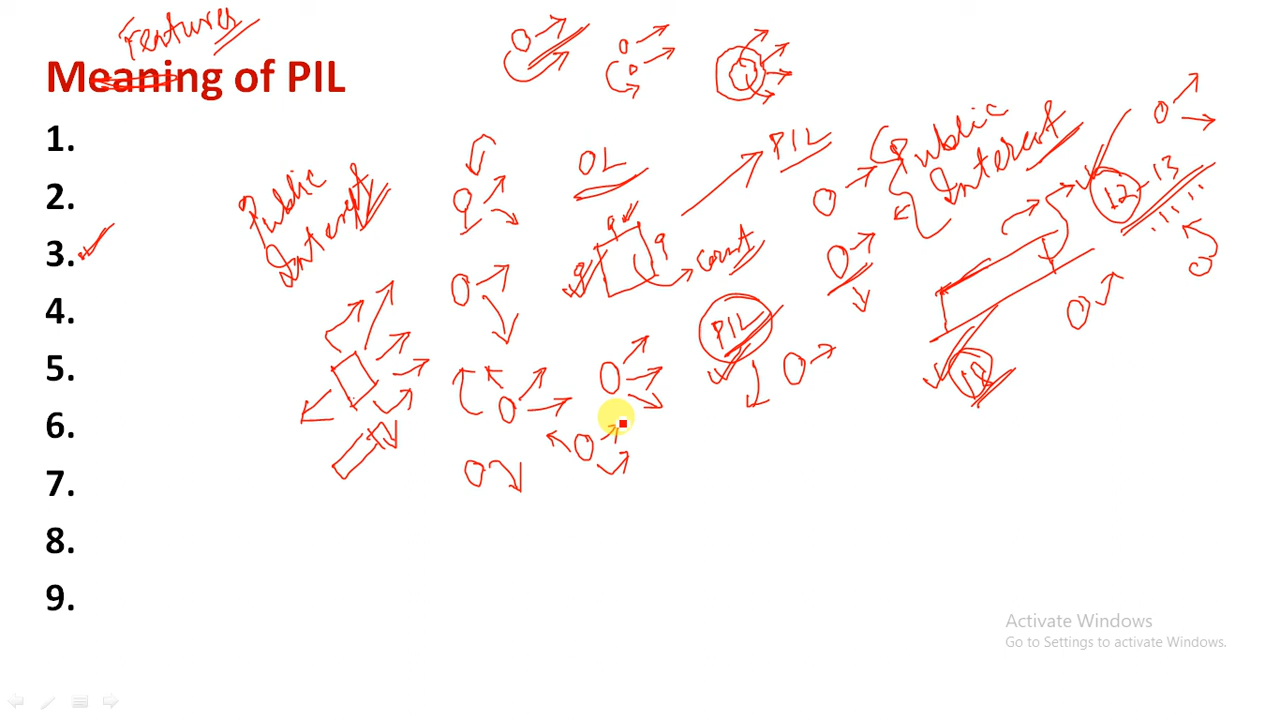 Features
Meaning of PIL
1.
2.
3.
4.
5.
6.
7.
8.
9.
Public
Interest
OL
PIL
Court
PIL
Public
Interest
12-13
18
Activate Windows
Go to Settings to activate Windows.